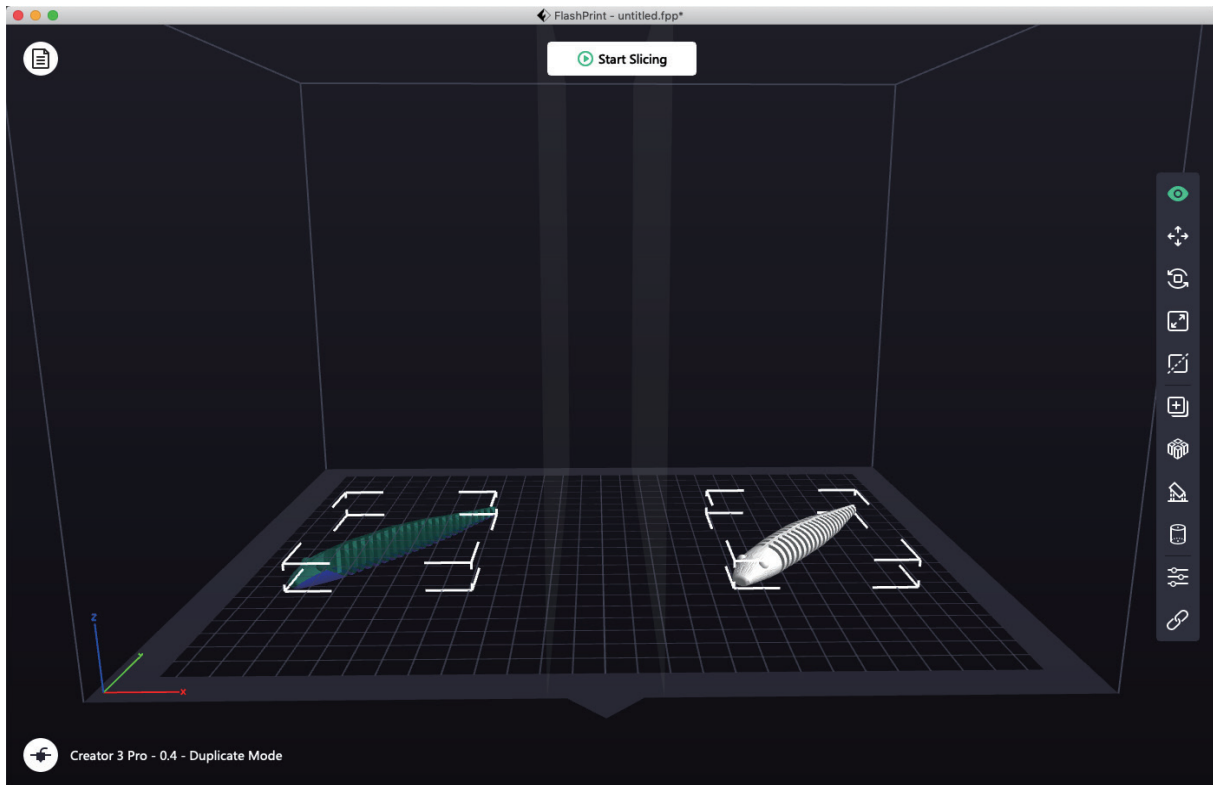 FlashPrint - untitled.fpp*
Start Slicing
z
x
Creator 3 Pro - 0.4 - Duplicate Mode